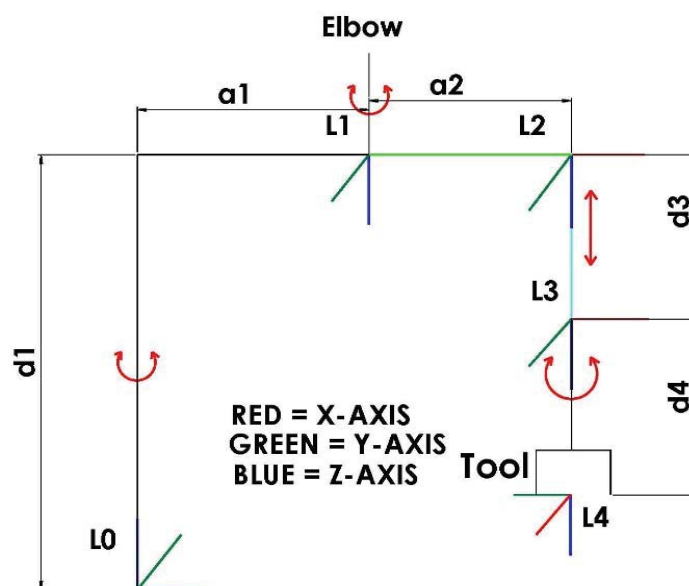 Elbow
a1
a2
L1
L2
d3
L3
d1
d4
RED = X-AXIS
GREEN = Y-AXIS
BLUE = Z-AXIS
Tool
L0
L4